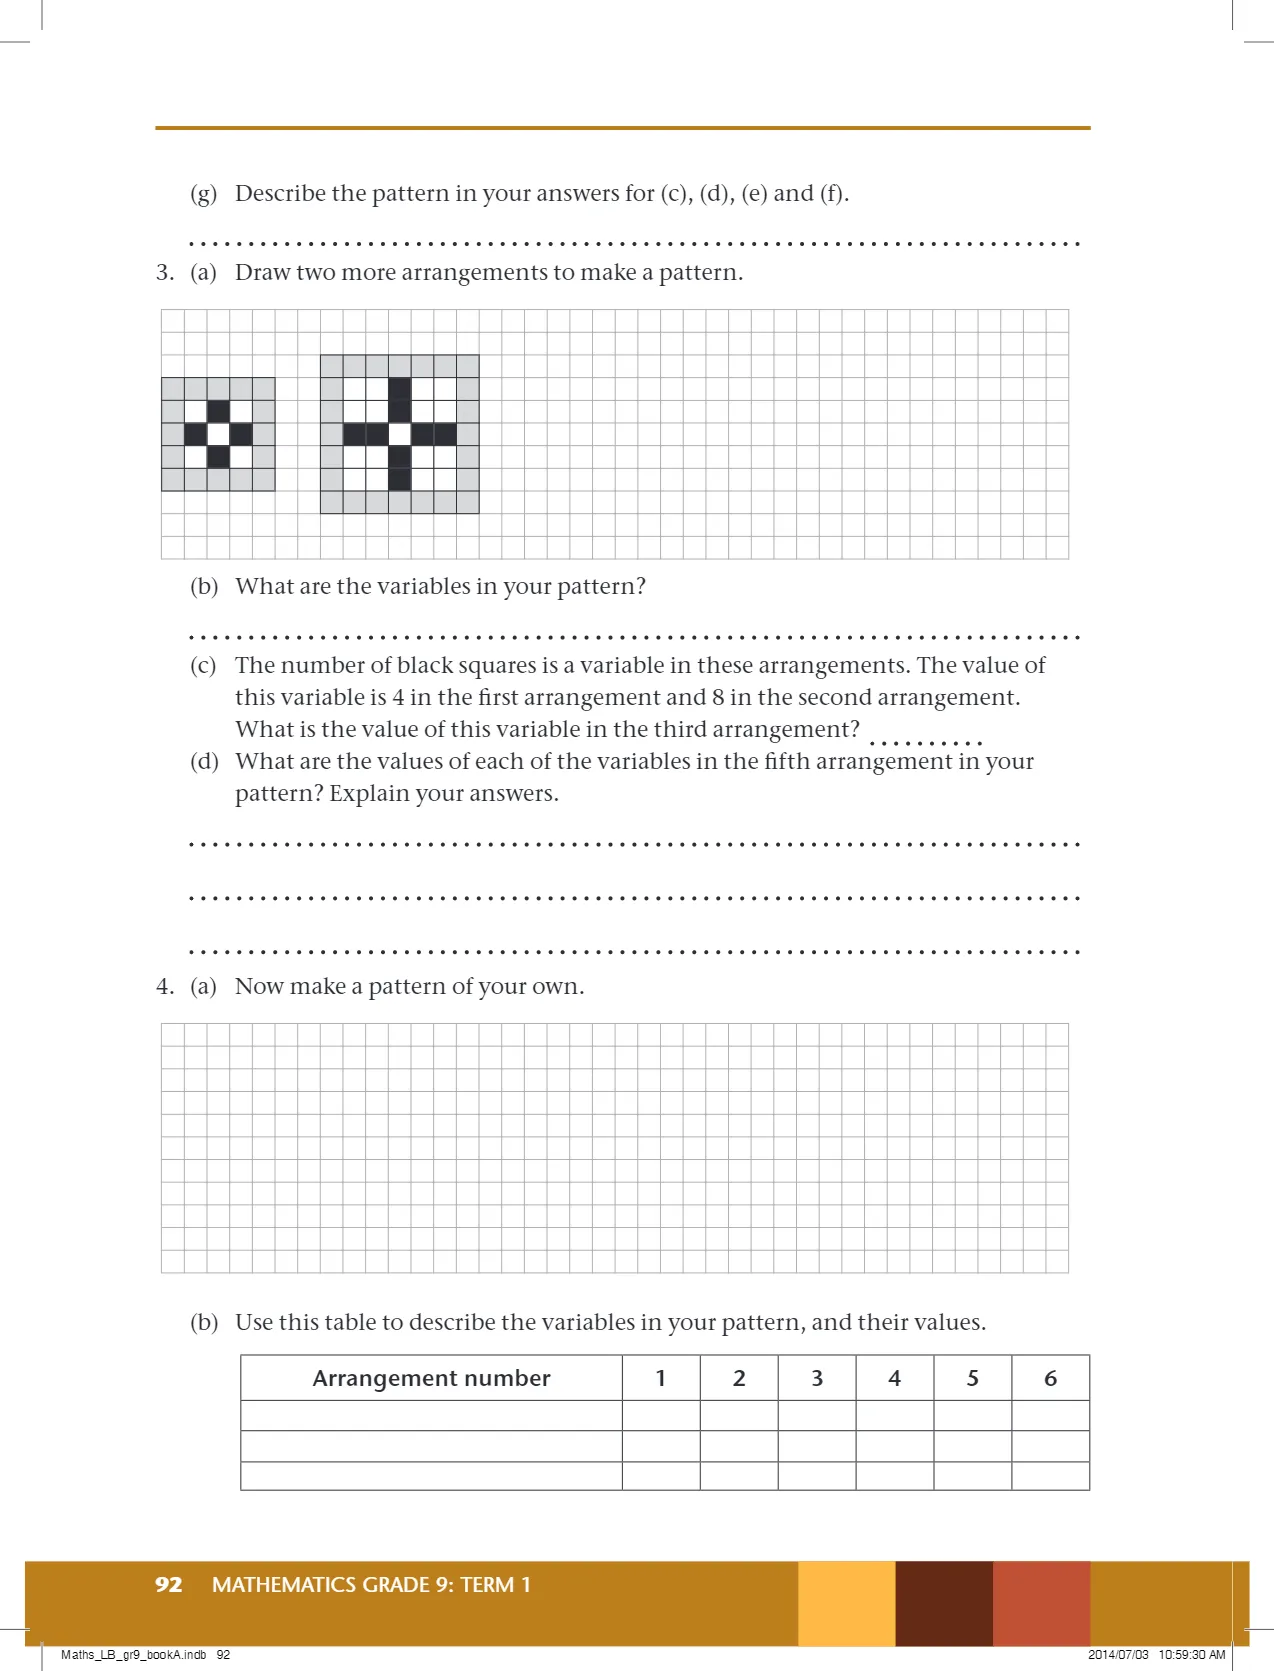 (g) Describe the pattern in your answers for (c), (d), (e) and (f).
3. (a) Draw two more arrangements to make a pattern.
(b) What are the variables in your pattern?
(c) The number of black squares is a variable in these arrangements. The value of
this variable is 4 in the first arrangement and 8 in the second arrangement.
What is the value of this variable in the third arrangement?
(d) What are the values of each of the variables in the fifth arrangement in your
pattern? Explain your answers.
4. (a) Now make a pattern of your own.
(b) Use this table to describe the variables in your pattern, and their values.
Arrangement number 1 2 3 4 5 6
92 MATHEMATICS GRADE 9: TERM 1
Maths_LB_gr9_bookA.indb 92 2014/07/03 10:59:30 AM